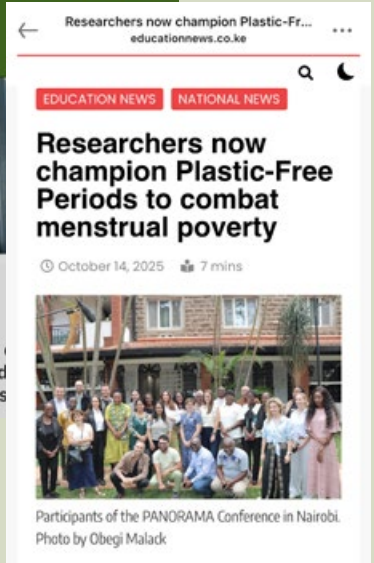 Researchers now champion Plastic-Fr...
educationnews.co.ke
EDUCATION NEWS NATIONAL NEWS
Researchers now
champion Plastic-Free
Periods to combat
menstrual poverty
October 14, 2025 7 mins
Participants of the PANORAMA Conference in Nairobi.
Photo by Obegi Malack